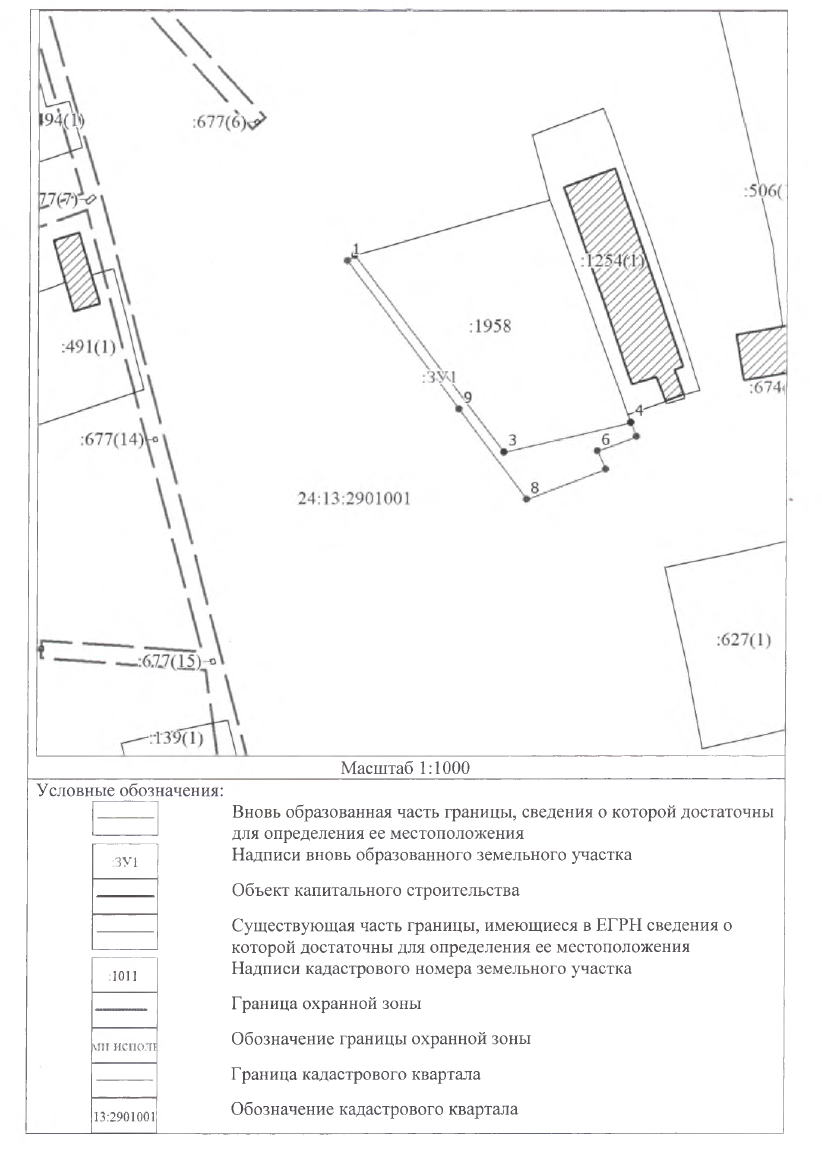 :494(1)
:677(6)
77(7)
:506(
1
:1254(1)
:1958
:491(1)
:ЗУ1
:674(
9
4
:677(14)
6
3
8
24:13:2901001
:627(1)
:677(15)
:139(1)
Масштаб 1:1000
Условные обозначения:
Вновь образованная часть границы, сведения о которой достаточны
для определения ее местоположения
:ЗУ1 Надписи вновь образованного земельного участка
Объект капитального строительства
Существующая часть границы, имеющиеся в ЕГРН сведения о
которой достаточны для определения ее местоположения
:1011 Надписи кадастрового номера земельного участка
Граница охранной зоны
ми исполь Обозначение границы охранной зоны
Граница кадастрового квартала
13:2901001 Обозначение кадастрового квартала